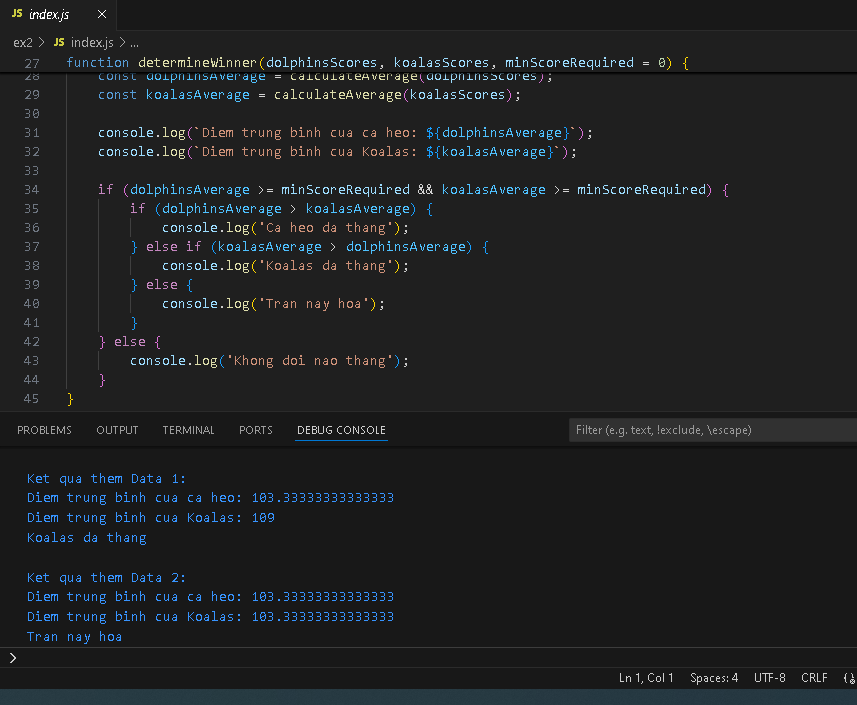 JS index.js
ex2 > JS index.js > ...
27 function determineWinner(dolphinsScores, koalasScores, minScoreRequired = 0) {
28 const dolphinsAverage = calculateAverage(dolphinsScores);
29 const koalasAverage = calculateAverage(koalasScores);
30
31 console.log(`Diem trung binh cua ca heo: ${dolphinsAverage}`);
32 console.log(`Diem trung binh cua Koalas: ${koalasAverage}`);
33
34 if (dolphinsAverage >= minScoreRequired && koalasAverage >= minScoreRequired) {
35 if (dolphinsAverage > koalasAverage) {
36 console.log('Ca heo da thang');
37 } else if (koalasAverage > dolphinsAverage) {
38 console.log('Koalas da thang');
39 } else {
40 console.log('Tran nay hoa');
41 }
42 } else {
43 console.log('Khong doi nao thang');
44 }
45 }
PROBLEMS OUTPUT TERMINAL PORTS DEBUG CONSOLE Filter (e.g. text, !exclude, \escape)
Ket qua them Data 1:
Diem trung binh cua ca heo: 103.33333333333333
Diem trung binh cua Koalas: 109
Koalas da thang
Ket qua them Data 2:
Diem trung binh cua ca heo: 103.33333333333333
Diem trung binh cua Koalas: 103.33333333333333
Tran nay hoa
>
Ln 1, Col 1 Spaces: 4 UTF-8 CRLF {